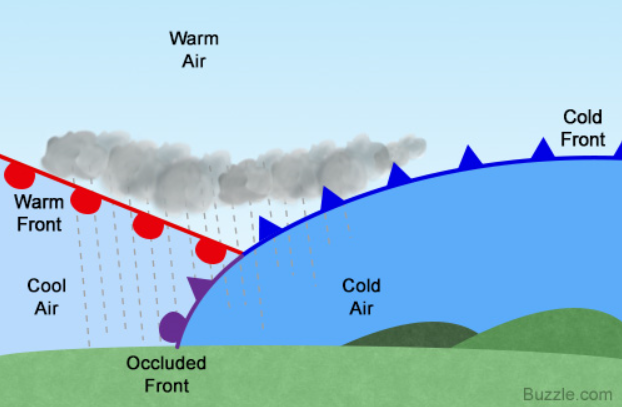 Warm
Air
Cold
Front
Warm
Front
Cool
Air
Cold
Air
Occluded
Front
Buzzle.com